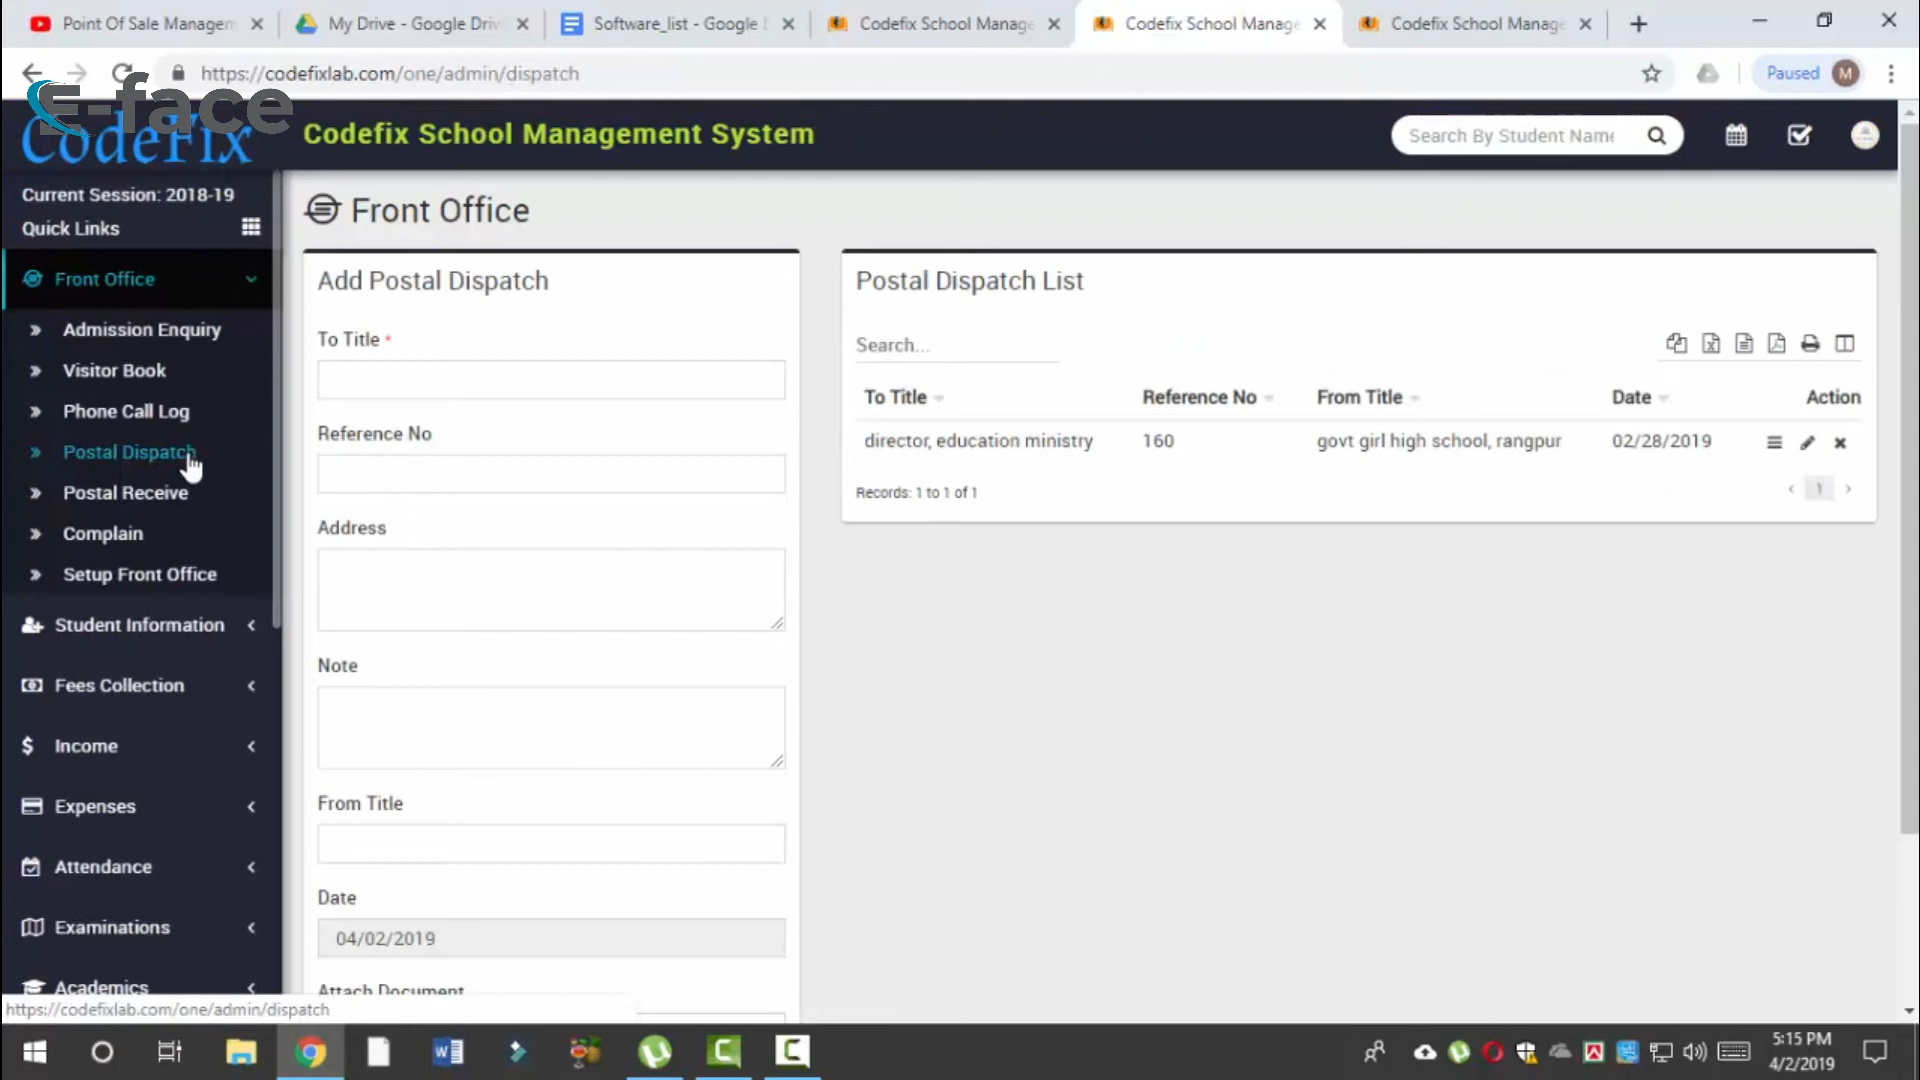 Point Of Sale Managem
My Drive - Google Driv
Software_list - Google
Codefix School Manage
Codefix School Manage
Codefix School Manage
https://codefixlab.com/one/admin/dispatch
Paused
M
E-face
CodeFix
Codefix School Management System
Search By Student Name
Current Session: 2018-19
Quick Links
Front Office
Admission Enquiry
Visitor Book
Phone Call Log
Postal Dispatch
Postal Receive
Complain
Setup Front Office
Student Information
Fees Collection
Income
Expenses
Attendance
Examinations
Academics
https://codefixlab.com/one/admin/dispatch
Front Office
Add Postal Dispatch
To Title *
Reference No
Address
Note
From Title
Date
04/02/2019
Attach Document
Postal Dispatch List
Search...
To Title Reference No From Title Date Action
director, education ministry 160 govt girl high school, rangpur 02/28/2019
Records: 1 to 1 of 1
1
5:15 PM
4/2/2019